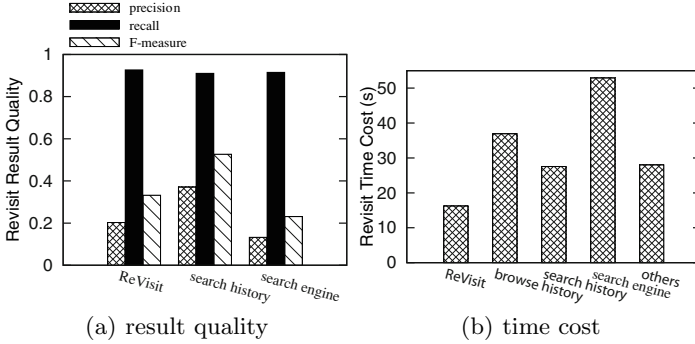 precision
recall
F-measure
Revisit Result Quality
1
0.8
0.6
0.4
0.2
0
ReVisit
search history
search engine
(a) result quality
Revisit Time Cost (s)
50
40
30
20
10
0
ReVisit
browse history
search history
search engine
others
(b) time cost